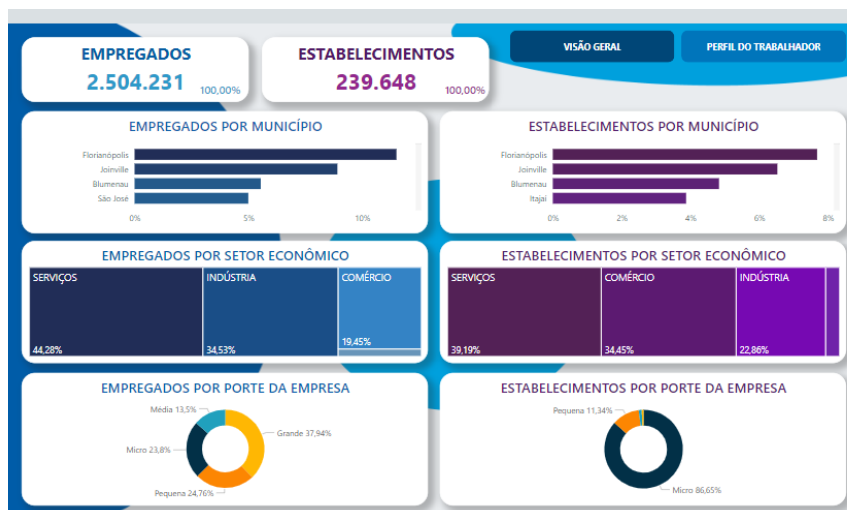 EMPREGADOS
2.504.231
100,00%
ESTABELECIMENTOS
239.648
100,00%
VISÃO GERAL
PERFIL DO TRABALHADOR
EMPREGADOS POR MUNICÍPIO
Florianópolis
Joinville
Blumenau
São José
0%
5%
10%
ESTABELECIMENTOS POR MUNICÍPIO
Florianópolis
Joinville
Blumenau
Itajaí
0%
2%
4%
6%
8%
EMPREGADOS POR SETOR ECONÔMICO
SERVIÇOS
44,28%
INDÚSTRIA
34,53%
COMÉRCIO
19,45%
ESTABELECIMENTOS POR SETOR ECONÔMICO
SERVIÇOS
39,19%
COMÉRCIO
34,45%
INDÚSTRIA
22,86%
EMPREGADOS POR PORTE DA EMPRESA
Média 13,5%
Grande 37,94%
Micro 23,8%
Pequena 24,76%
ESTABELECIMENTOS POR PORTE DA EMPRESA
Pequena 11,34%
Micro 86,65%